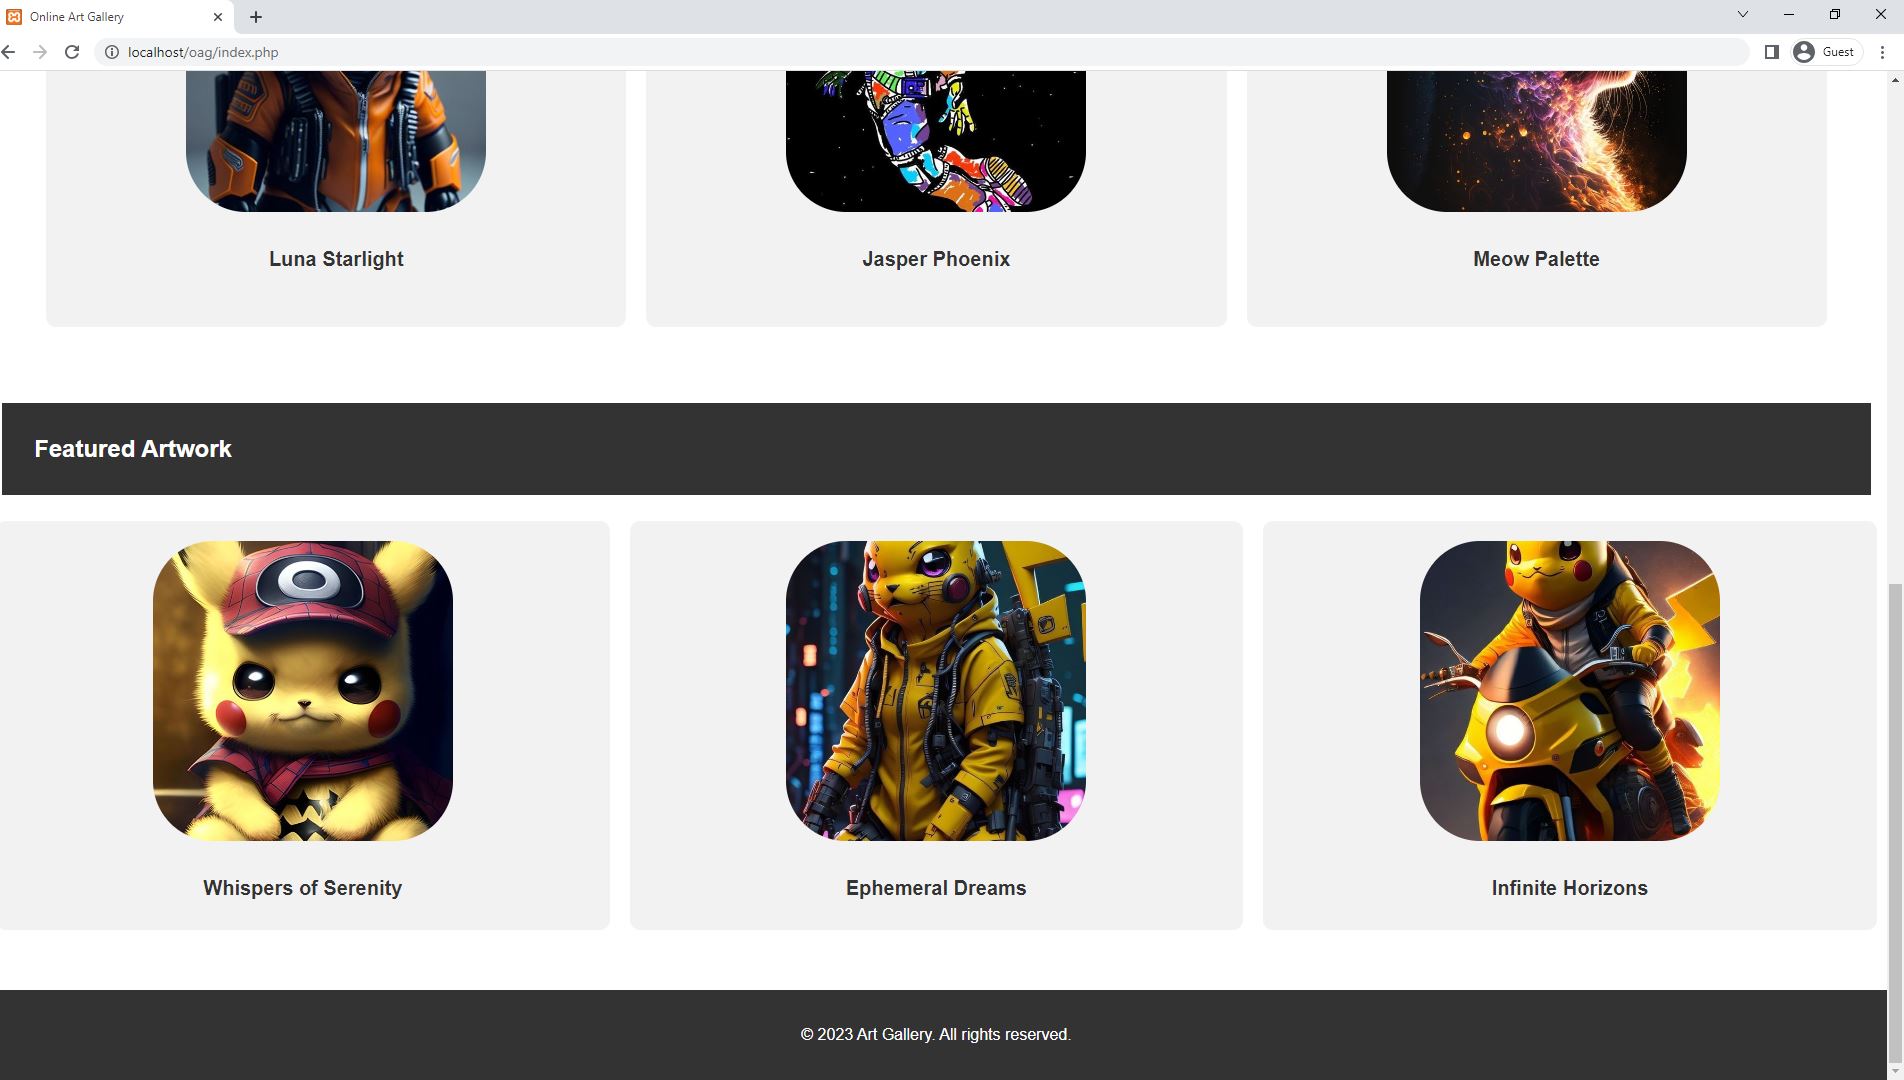 Online Art Gallery
localhost/oag/index.php
Guest
Luna Starlight
Jasper Phoenix
Meow Palette
Featured Artwork
Whispers of Serenity
Ephemeral Dreams
Infinite Horizons
© 2023 Art Gallery. All rights reserved.